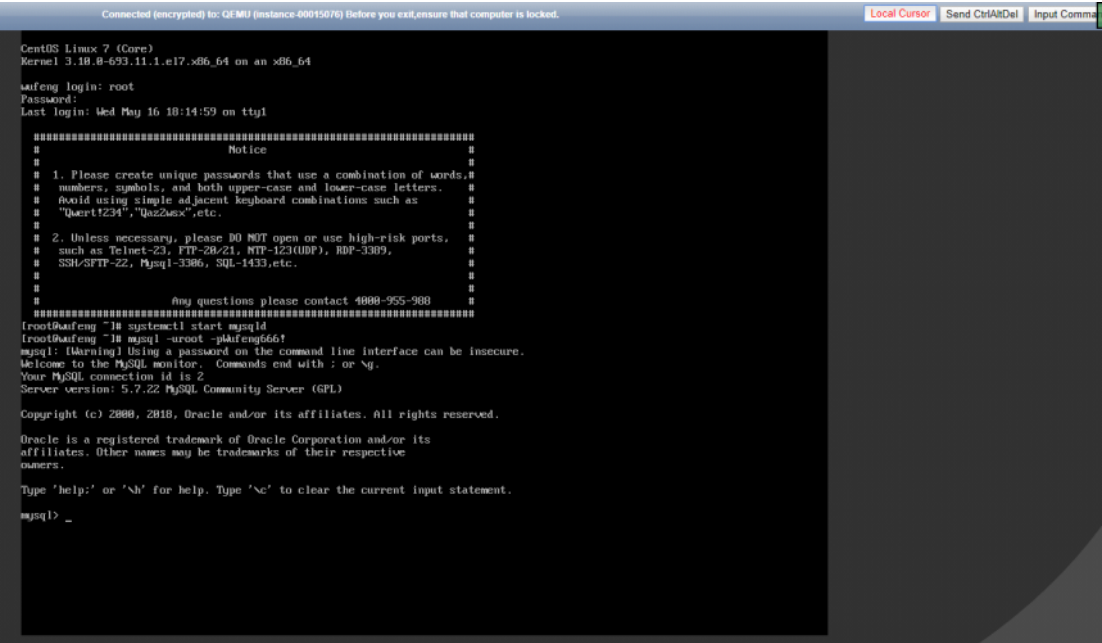 Connected (encrypted) to: QEMU (instance-00015076) Before you exit,ensure that computer is locked.
Local Cursor Send CtrlAltDel Input Comman
CentOS Linux 7 (Core)
Kernel 3.10.0-693.11.1.el7.x86_64 on an x86_64
wufeng login: root
Password:
Last login: Wed May 16 18:14:59 on tty1
######################################################################
# Notice #
# #
# 1. Please create unique passwords that use a combination of words,#
# numbers, symbols, and both upper-case and lower-case letters. #
# Avoid using simple adjacent keyboard combinations such as #
# "Qwert!234","Qaz2wsx",etc. #
# #
# 2. Unless necessary, please DO NOT open or use high-risk ports, #
# such as Telnet-23, FTP-20/21, NTP-123(UDP), RDP-3389, #
# SSH/SFTP-22, Mysql-3306, SQL-1433,etc. #
# #
# #
# Any questions please contact 4000-955-988 #
######################################################################
[root@wufeng ~]# systemctl start mysqld
[root@wufeng ~]# mysql -uroot -pWufeng666!
mysql: [Warning] Using a password on the command line interface can be insecure.
Welcome to the MySQL monitor. Commands end with ; or \g.
Your MySQL connection id is 2
Server version: 5.7.22 MySQL Community Server (GPL)
Copyright (c) 2000, 2018, Oracle and/or its affiliates. All rights reserved.
Oracle is a registered trademark of Oracle Corporation and/or its
affiliates. Other names may be trademarks of their respective
owners.
Type 'help;' or '\h' for help. Type '\c' to clear the current input statement.
mysql> _